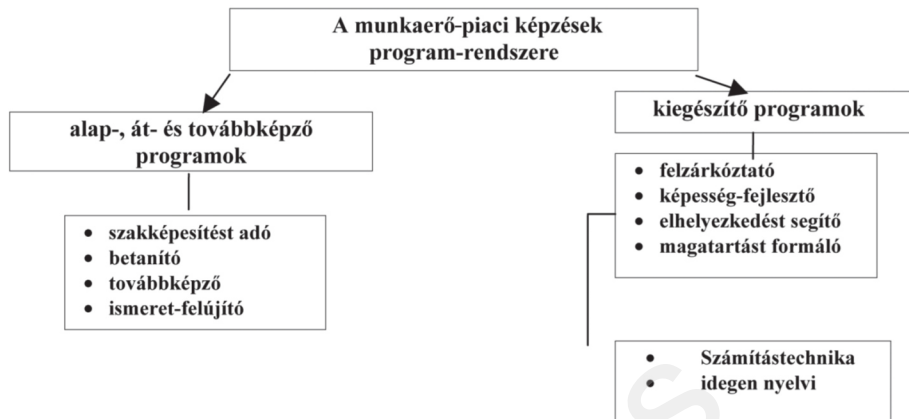 A munkaerő-piaci képzések
program-rendszere
alap-, át- és továbbképző
programok
• szakképesítést adó
• betanító
• továbbképző
• ismeret-felújító
kiegészítő programok
• felzárkóztató
• képesség-fejlesztő
• elhelyezkedést segítő
• magatartást formáló
• Számítástechnika
• idegen nyelvi